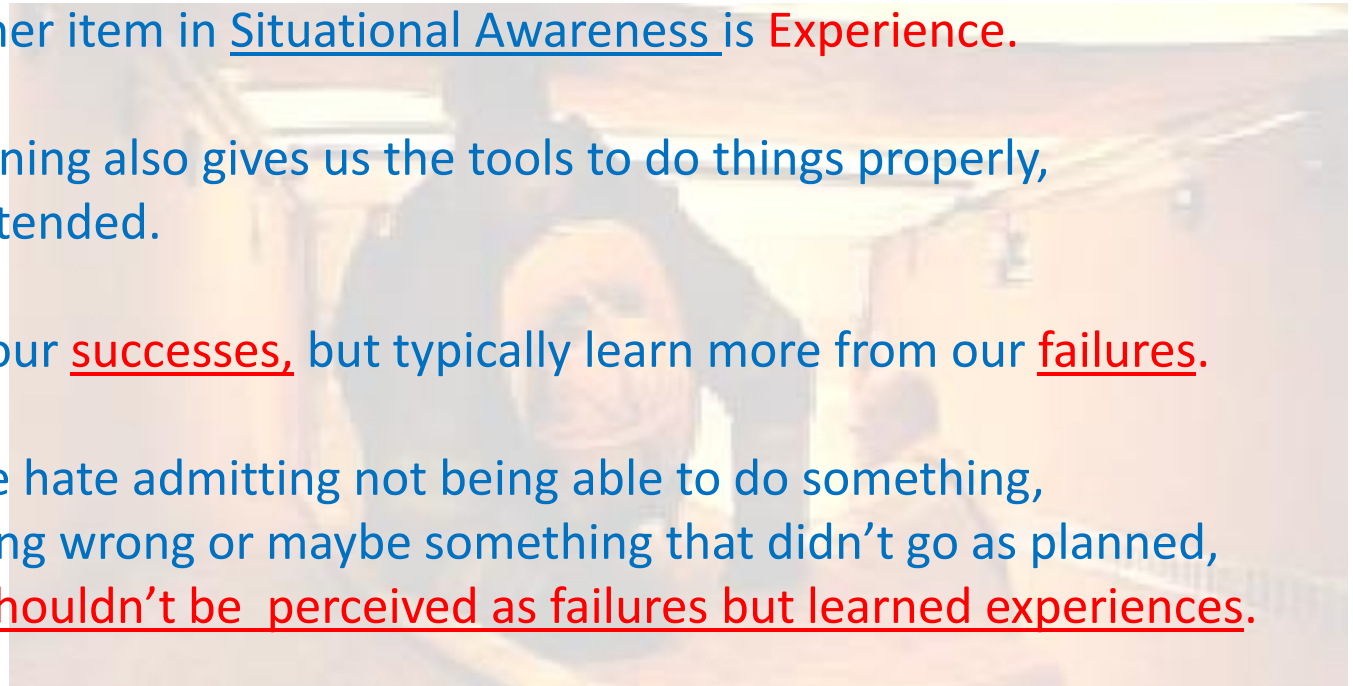 her item in Situational Awareness is Experience.
ning also gives us the tools to do things properly,
tended.
our successes, but typically learn more from our failures.
e hate admitting not being able to do something,
ng wrong or maybe something that didn’t go as planned,
houldn’t be  perceived as failures but learned experiences.